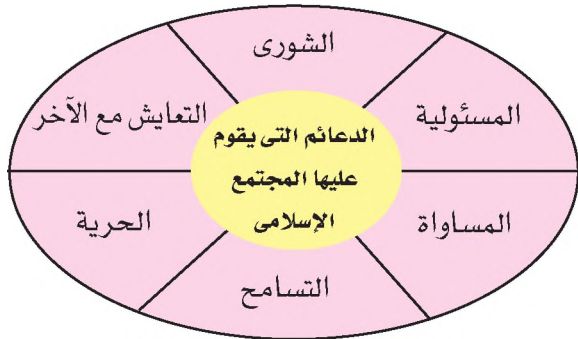 الشورى
المسئولية
التعايش مع الآخر
الدعائم التى يقوم
عليها المجتمع
الإسلامى
المساواة
الحرية
التسامح